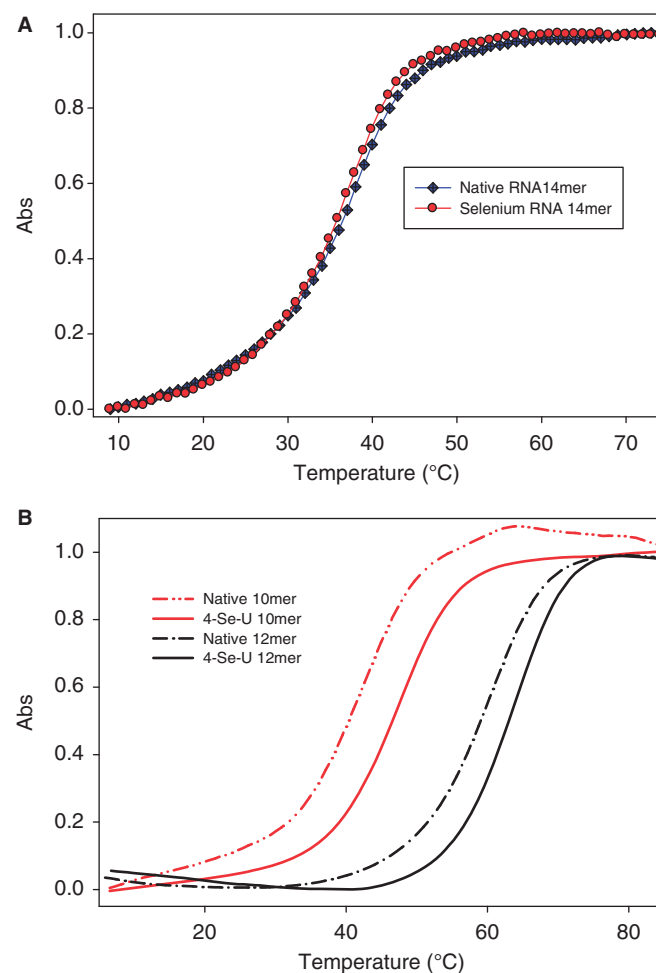 A
1.0
0.8
0.6
0.4
0.2
0.0
Abs
Native RNA14mer
Selenium RNA 14mer
10 20 30 40 50 60 70
Temperature (°C)
B
1.0
0.8
0.6
0.4
0.2
0.0
Abs
Native 10mer
4-Se-U 10mer
Native 12mer
4-Se-U 12mer
20 40 60 80
Temperature (°C)